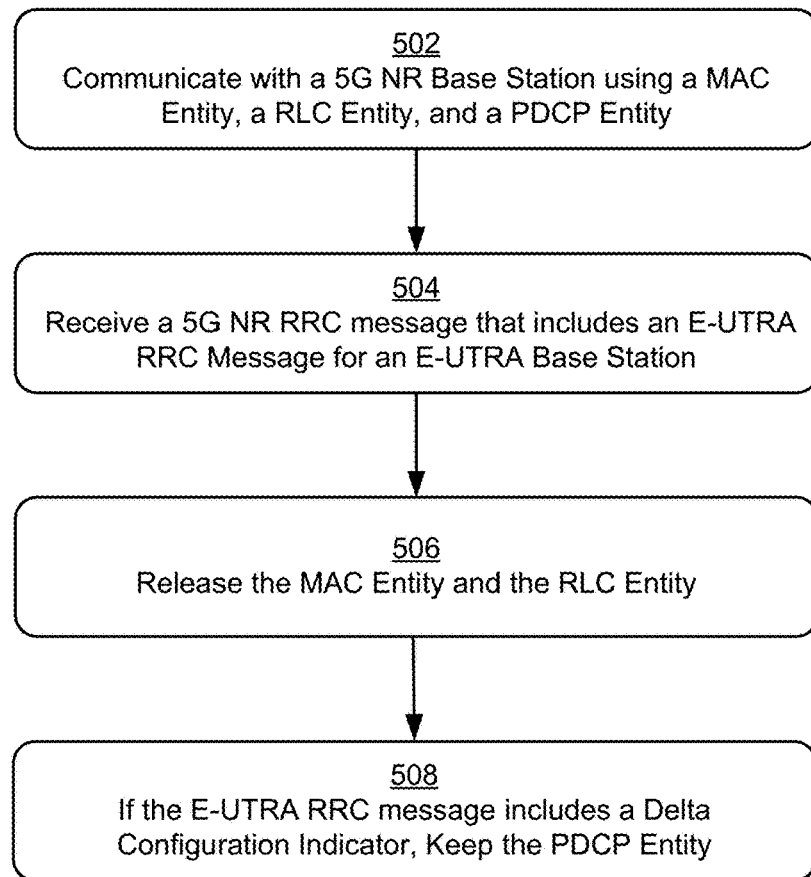 502
Communicate with a 5G NR Base Station using a MAC
Entity, a RLC Entity, and a PDCP Entity
504
Receive a 5G NR RRC message that includes an E-UTRA
RRC Message for an E-UTRA Base Station
506
Release the MAC Entity and the RLC Entity
508
If the E-UTRA RRC message includes a Delta
Configuration Indicator, Keep the PDCP Entity